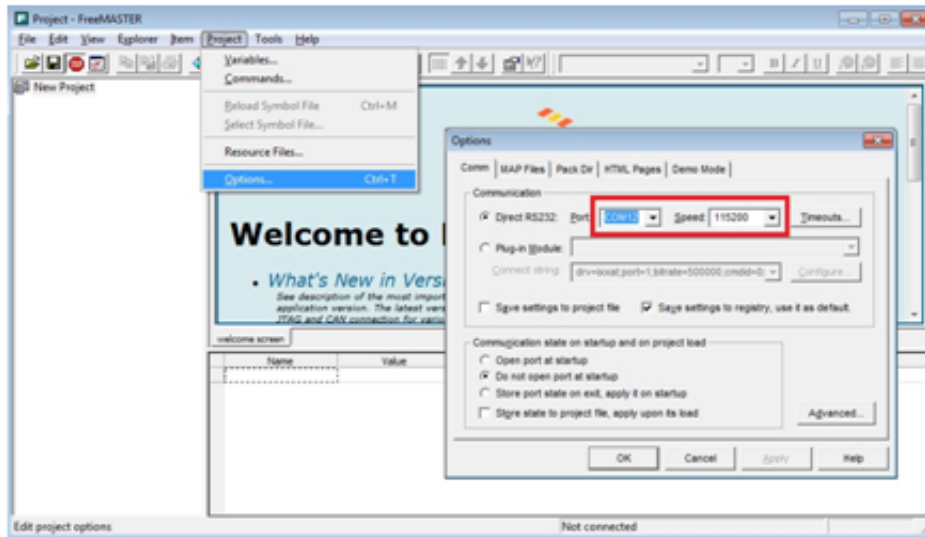 Project - FreeMASTER
File Edit View Explorer Item Project Tools Help
New Project
Variables...
Commands...
Reload Symbol File Ctrl+M
Select Symbol File...
Resource Files...
Options... Ctrl+T
Welcome to
What's New in Versi
See description of the most import
application version. The latest vers
JTAG and CAN connection for vario
welcome screen
Name Value
Options
Comm MAP Files Pack Dir HTML Pages Demo Mode
Communication
Direct RS232: Port: COM12 Speed: 115200 Timeouts...
Plug-in Module:
Connect string: drv=ixxat;port=1;bitrate=500000;cmdid=0; Configure...
Save settings to project file Save settings to registry, use it as default.
Communication state on startup and on project load
Open port at startup
Do not open port at startup
Store port state on exit, apply it on startup
Store state to project file, apply upon its load Advanced...
OK Cancel Apply Help
Edit project options Not connected